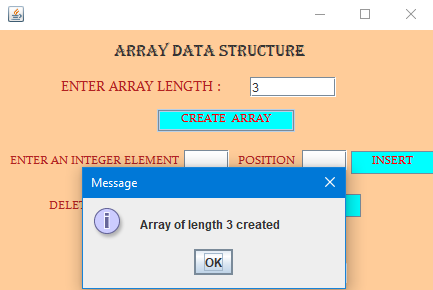 ARRAY DATA STRUCTURE
ENTER ARRAY LENGTH : 3
CREATE ARRAY
ENTER AN INTEGER ELEMENT POSITION INSERT
Message
DELET
Array of length 3 created
OK